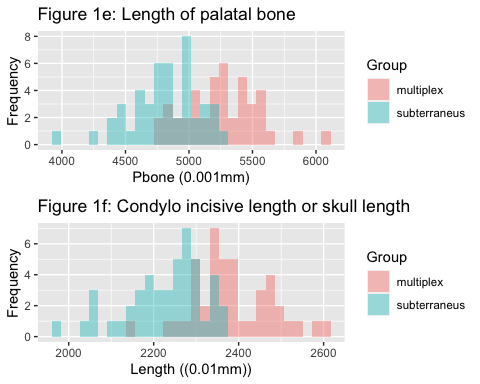 Figure 1e: Length of palatal bone
Frequency
8
6
4
2
0
4000 4500 5000 5500 6000
Pbone (0.001mm)
Group
multiplex
subterraneus
Figure 1f: Condylo incisive length or skull length
Frequency
6
4
2
0
2000 2200 2400 2600
Length ((0.01mm))
Group
multiplex
subterraneus